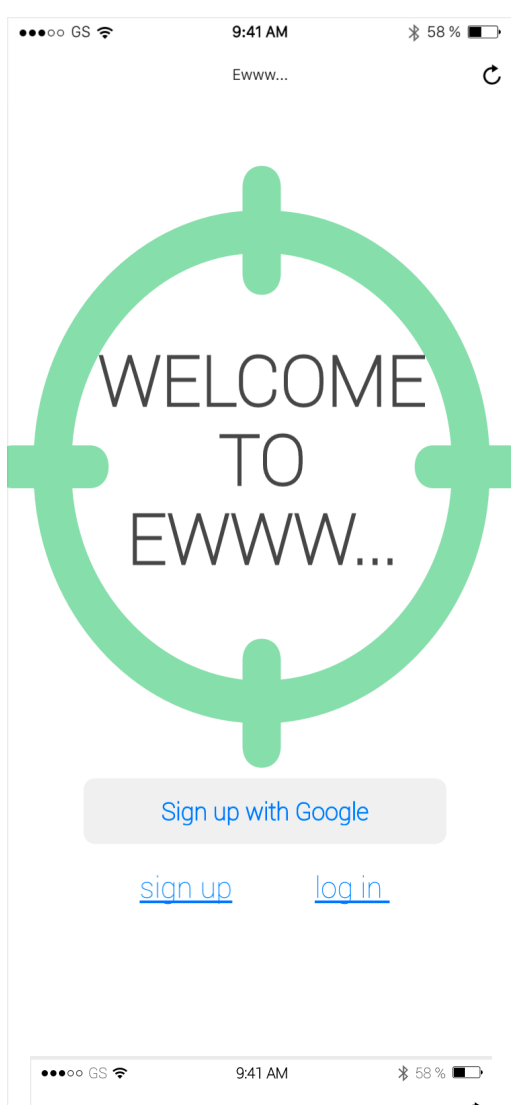 GS 9:41 AM 58 %
Ewww...
WELCOME
TO
EWWW...
Sign up with Google
sign up log in
GS 9:41 AM 58 %